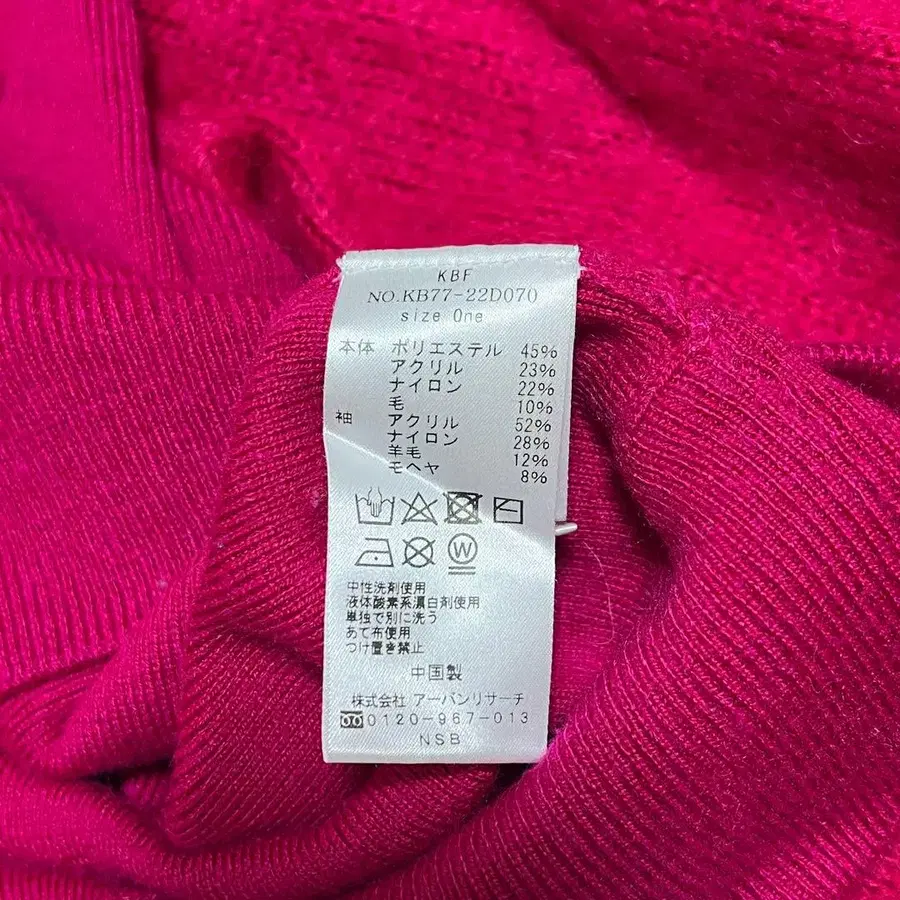 KBF
NO.KB77-22D070
size One
本体 ポリエステル 45%
アクリル 23%
ナイロン 22%
毛 10%
袖 アクリル 52%
ナイロン 28%
羊毛 12%
モヘヤ 8%
W
中性洗剤使用
液体酸素系漂白剤使用
単独で別に洗う
あて布使用
つけ置き禁止
中国製
株式会社 アーバンリサーチ
0120-967-013
NSB